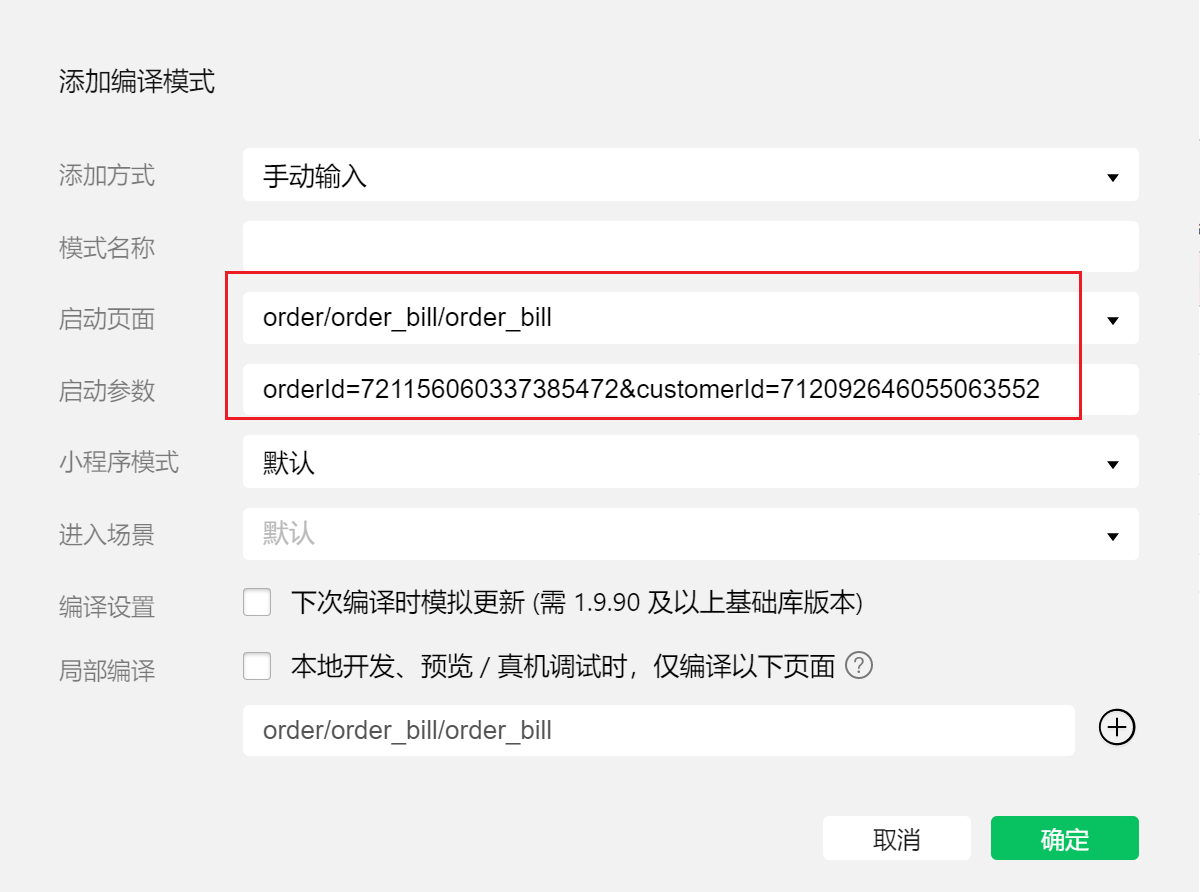 添加编译模式
添加方式 手动输入
模式名称
启动页面 order/order_bill/order_bill
启动参数 orderId=721156060337385472&customerId=712092646055063552
小程序模式 默认
进入场景 默认
编译设置 下次编译时模拟更新 (需 1.9.90 及以上基础库版本)
局部编译 本地开发、预览 / 真机调试时，仅编译以下页面 ?
order/order_bill/order_bill
取消 确定